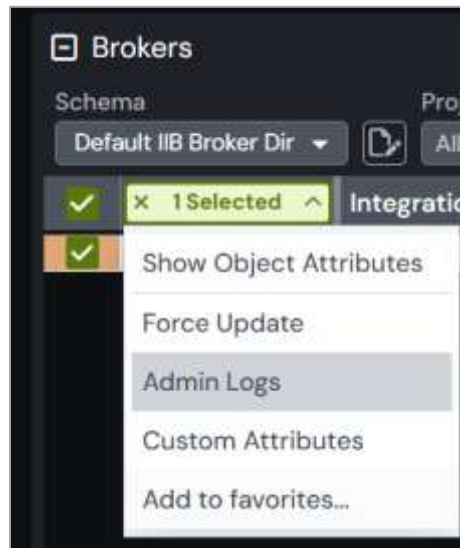 Brokers
Schema
Default IIB Broker Dir
1 Selected
Show Object Attributes
Force Update
Admin Logs
Custom Attributes
Add to favorites...